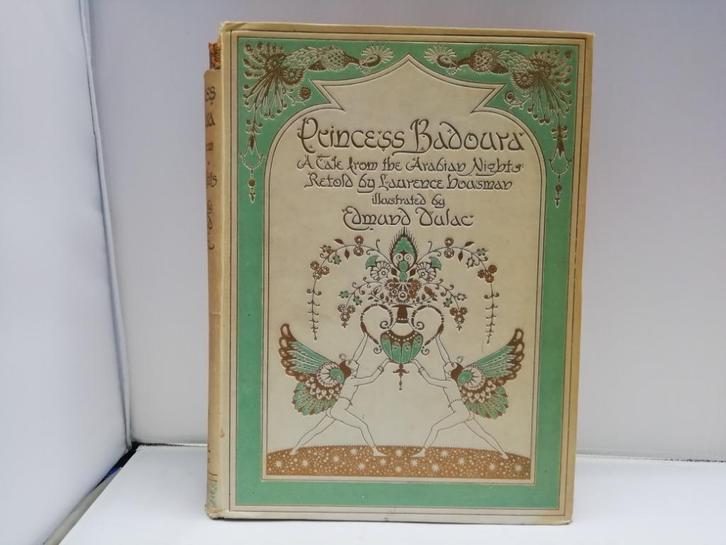 Princess Badoura
A Tale from the Arabian Nights
Retold by Laurence Housman
illustrated by
Edmund Dulac